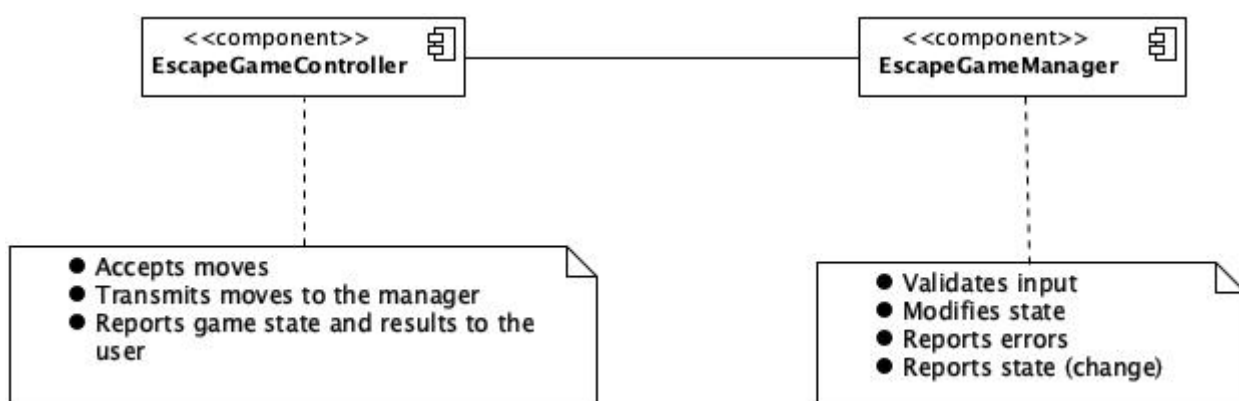 <<component>>
EscapeGameController
<<component>>
EscapeGameManager
● Accepts moves
● Transmits moves to the manager
● Reports game state and results to the
user
● Validates input
● Modifies state
● Reports errors
● Reports state (change)